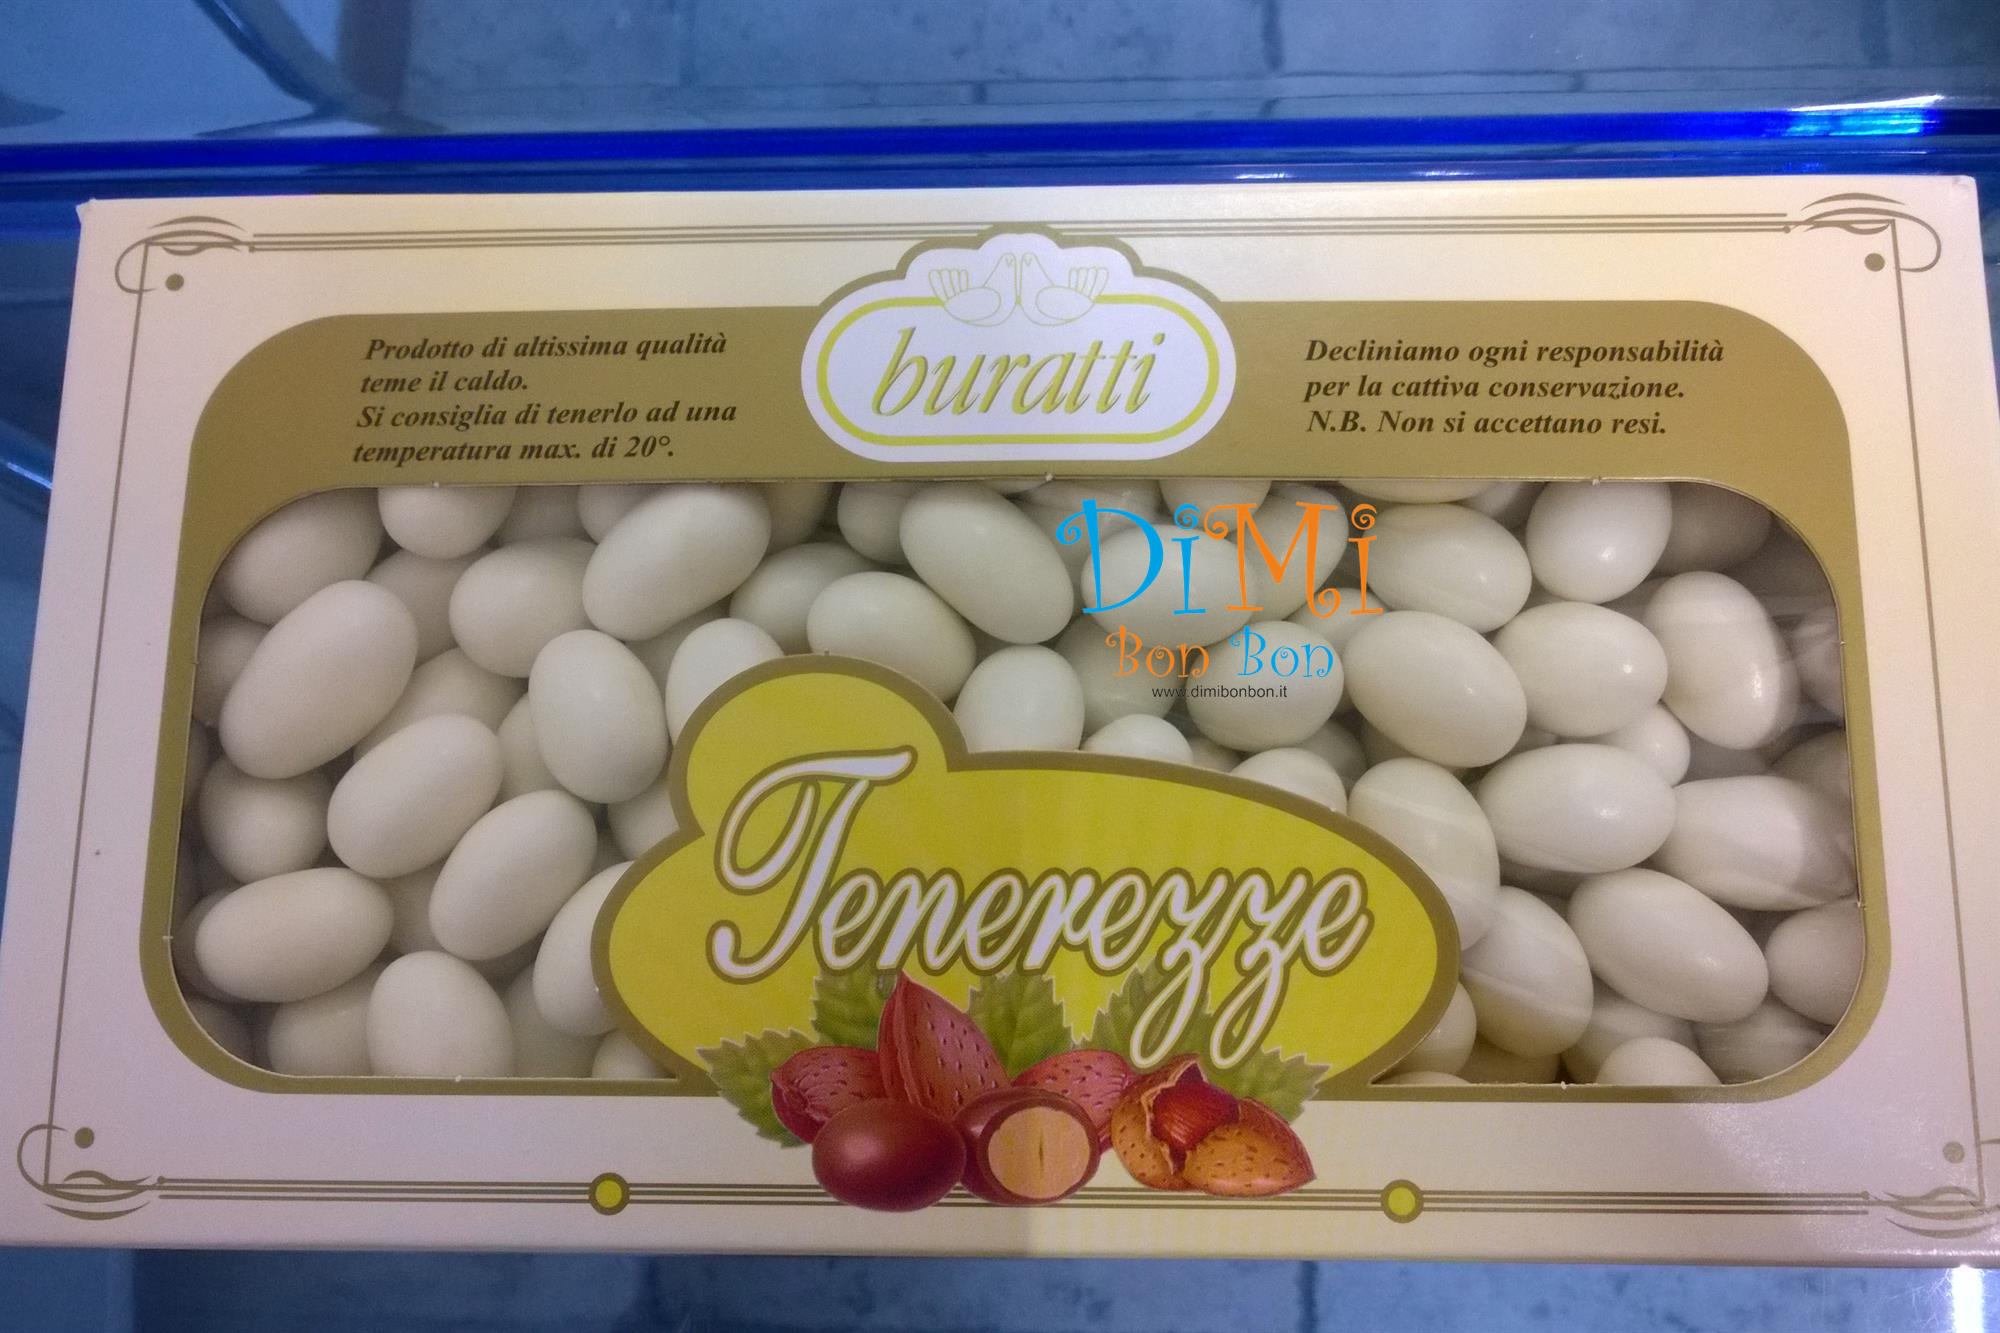 buratti
Prodotto di altissima qualità
teme il caldo.
Si consiglia di tenerlo ad una
temperatura max. di 20°.
Decliniamo ogni responsabilità
per la cattiva conservazione.
N.B. Non si accettano resi.
DiMi
Bon Bon
www.dimibonbon.it
Tenerezze